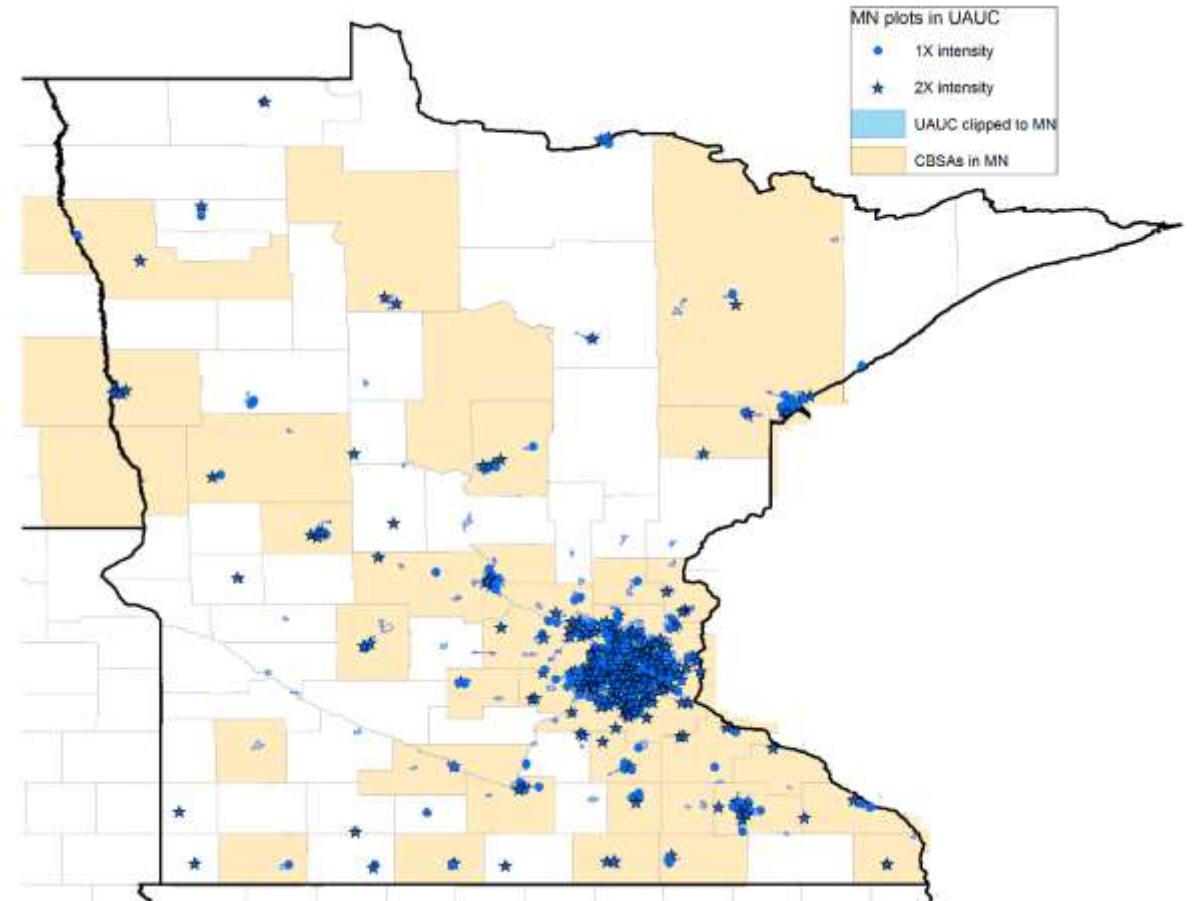 MN plots in UAUC
1X intensity
2X intensity
UAUC clipped to MN
CBSAs in MN